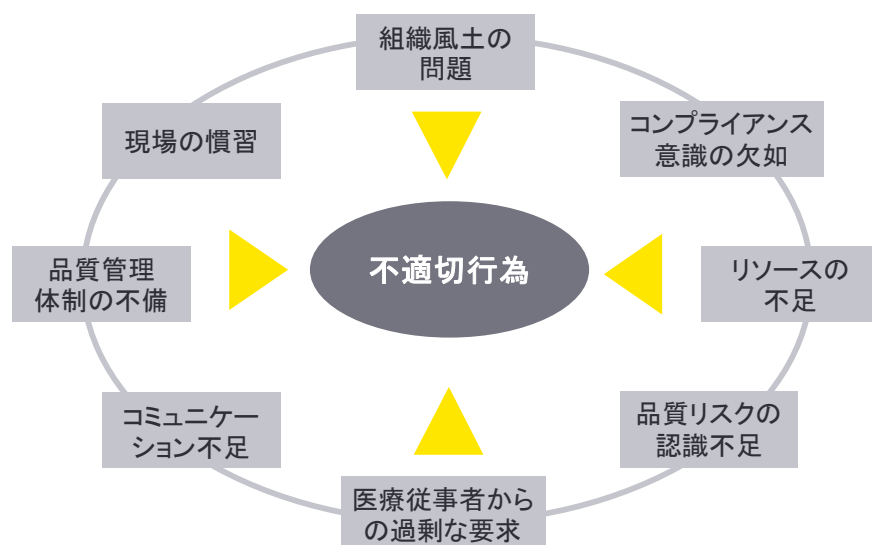 組織風土の
問題
コンプライアンス
意識の欠如
現場の慣習
不適切行為
品質管理
体制の不備
リソースの
不足
コミュニケー
ション不足
品質リスクの
認識不足
医療従事者から
の過剰な要求